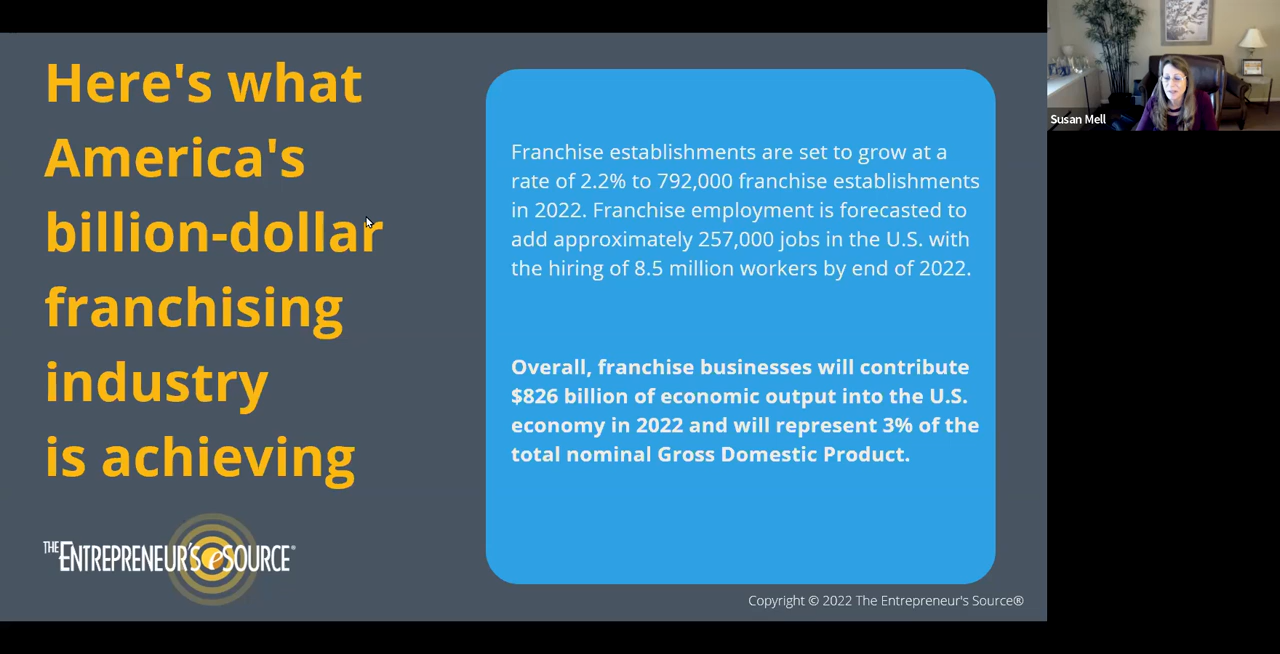 Here's what
America's
billion-dollar
franchising
industry
is achieving
Franchise establishments are set to grow at a
rate of 2.2% to 792,000 franchise establishments
in 2022. Franchise employment is forecasted to
add approximately 257,000 jobs in the U.S. with
the hiring of 8.5 million workers by end of 2022.
Overall, franchise businesses will contribute
$826 billion of economic output into the U.S.
economy in 2022 and will represent 3% of the
total nominal Gross Domestic Product.
THE ENTREPRENEUR'S eSOURCE®
Copyright © 2022 The Entrepreneur's Source®
Susan Mell